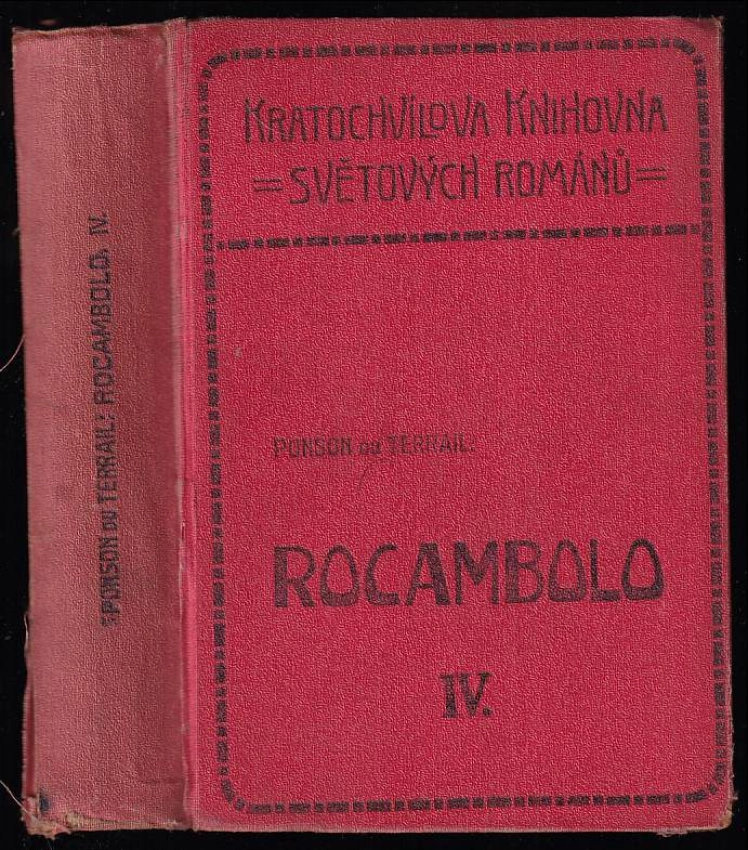 KRATOCHVÍLOVA KNIHOVNA
=SVĚTOVÝCH ROMÁNŮ=
PONSON DU TERRAIL:
ROCAMBOLO
IV.
PONSON DU TERRAIL: ROCAMBOLO. IV.